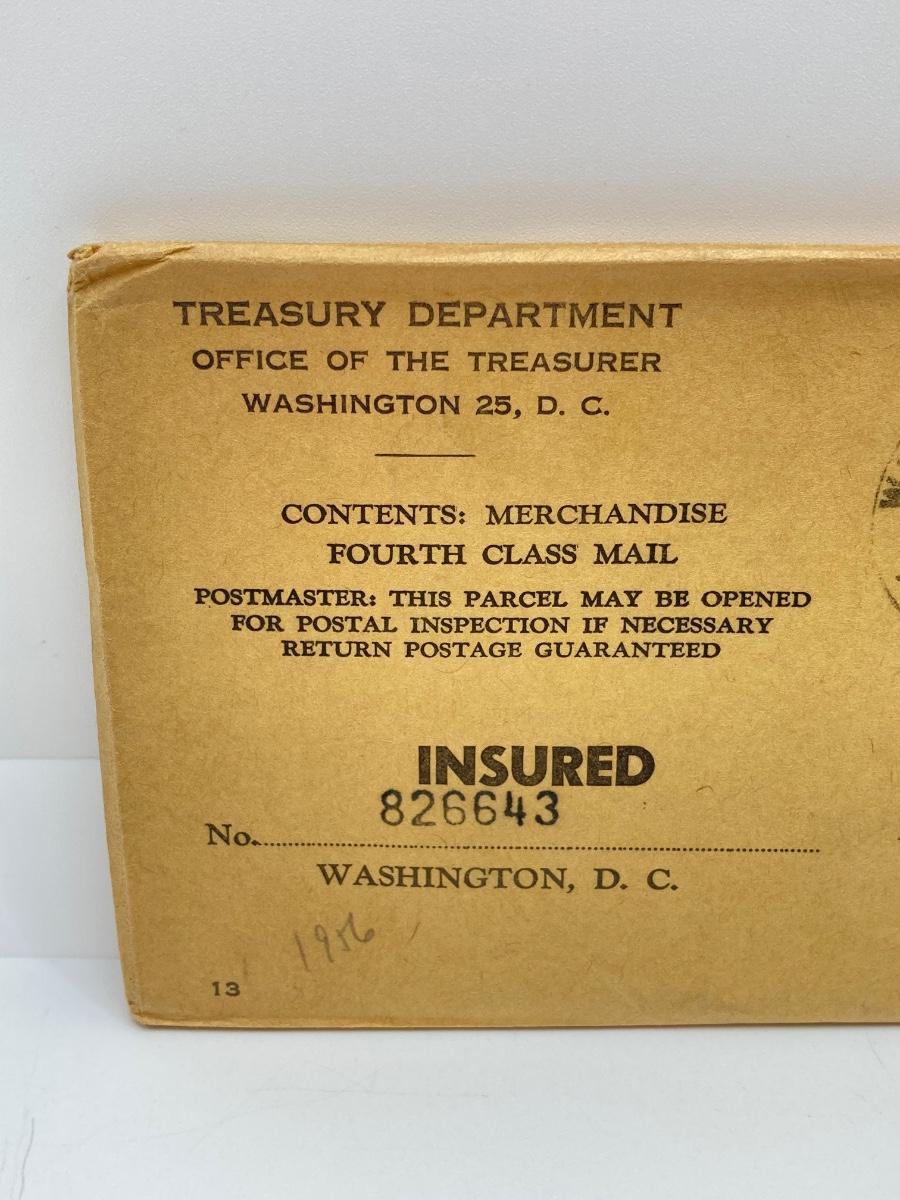 TREASURY DEPARTMENT
OFFICE OF THE TREASURER
WASHINGTON 25, D. C.
CONTENTS: MERCHANDISE
FOURTH CLASS MAIL
POSTMASTER: THIS PARCEL MAY BE OPENED
FOR POSTAL INSPECTION IF NECESSARY
RETURN POSTAGE GUARANTEED
INSURED
826643
No.
WASHINGTON, D. C.
1956
13